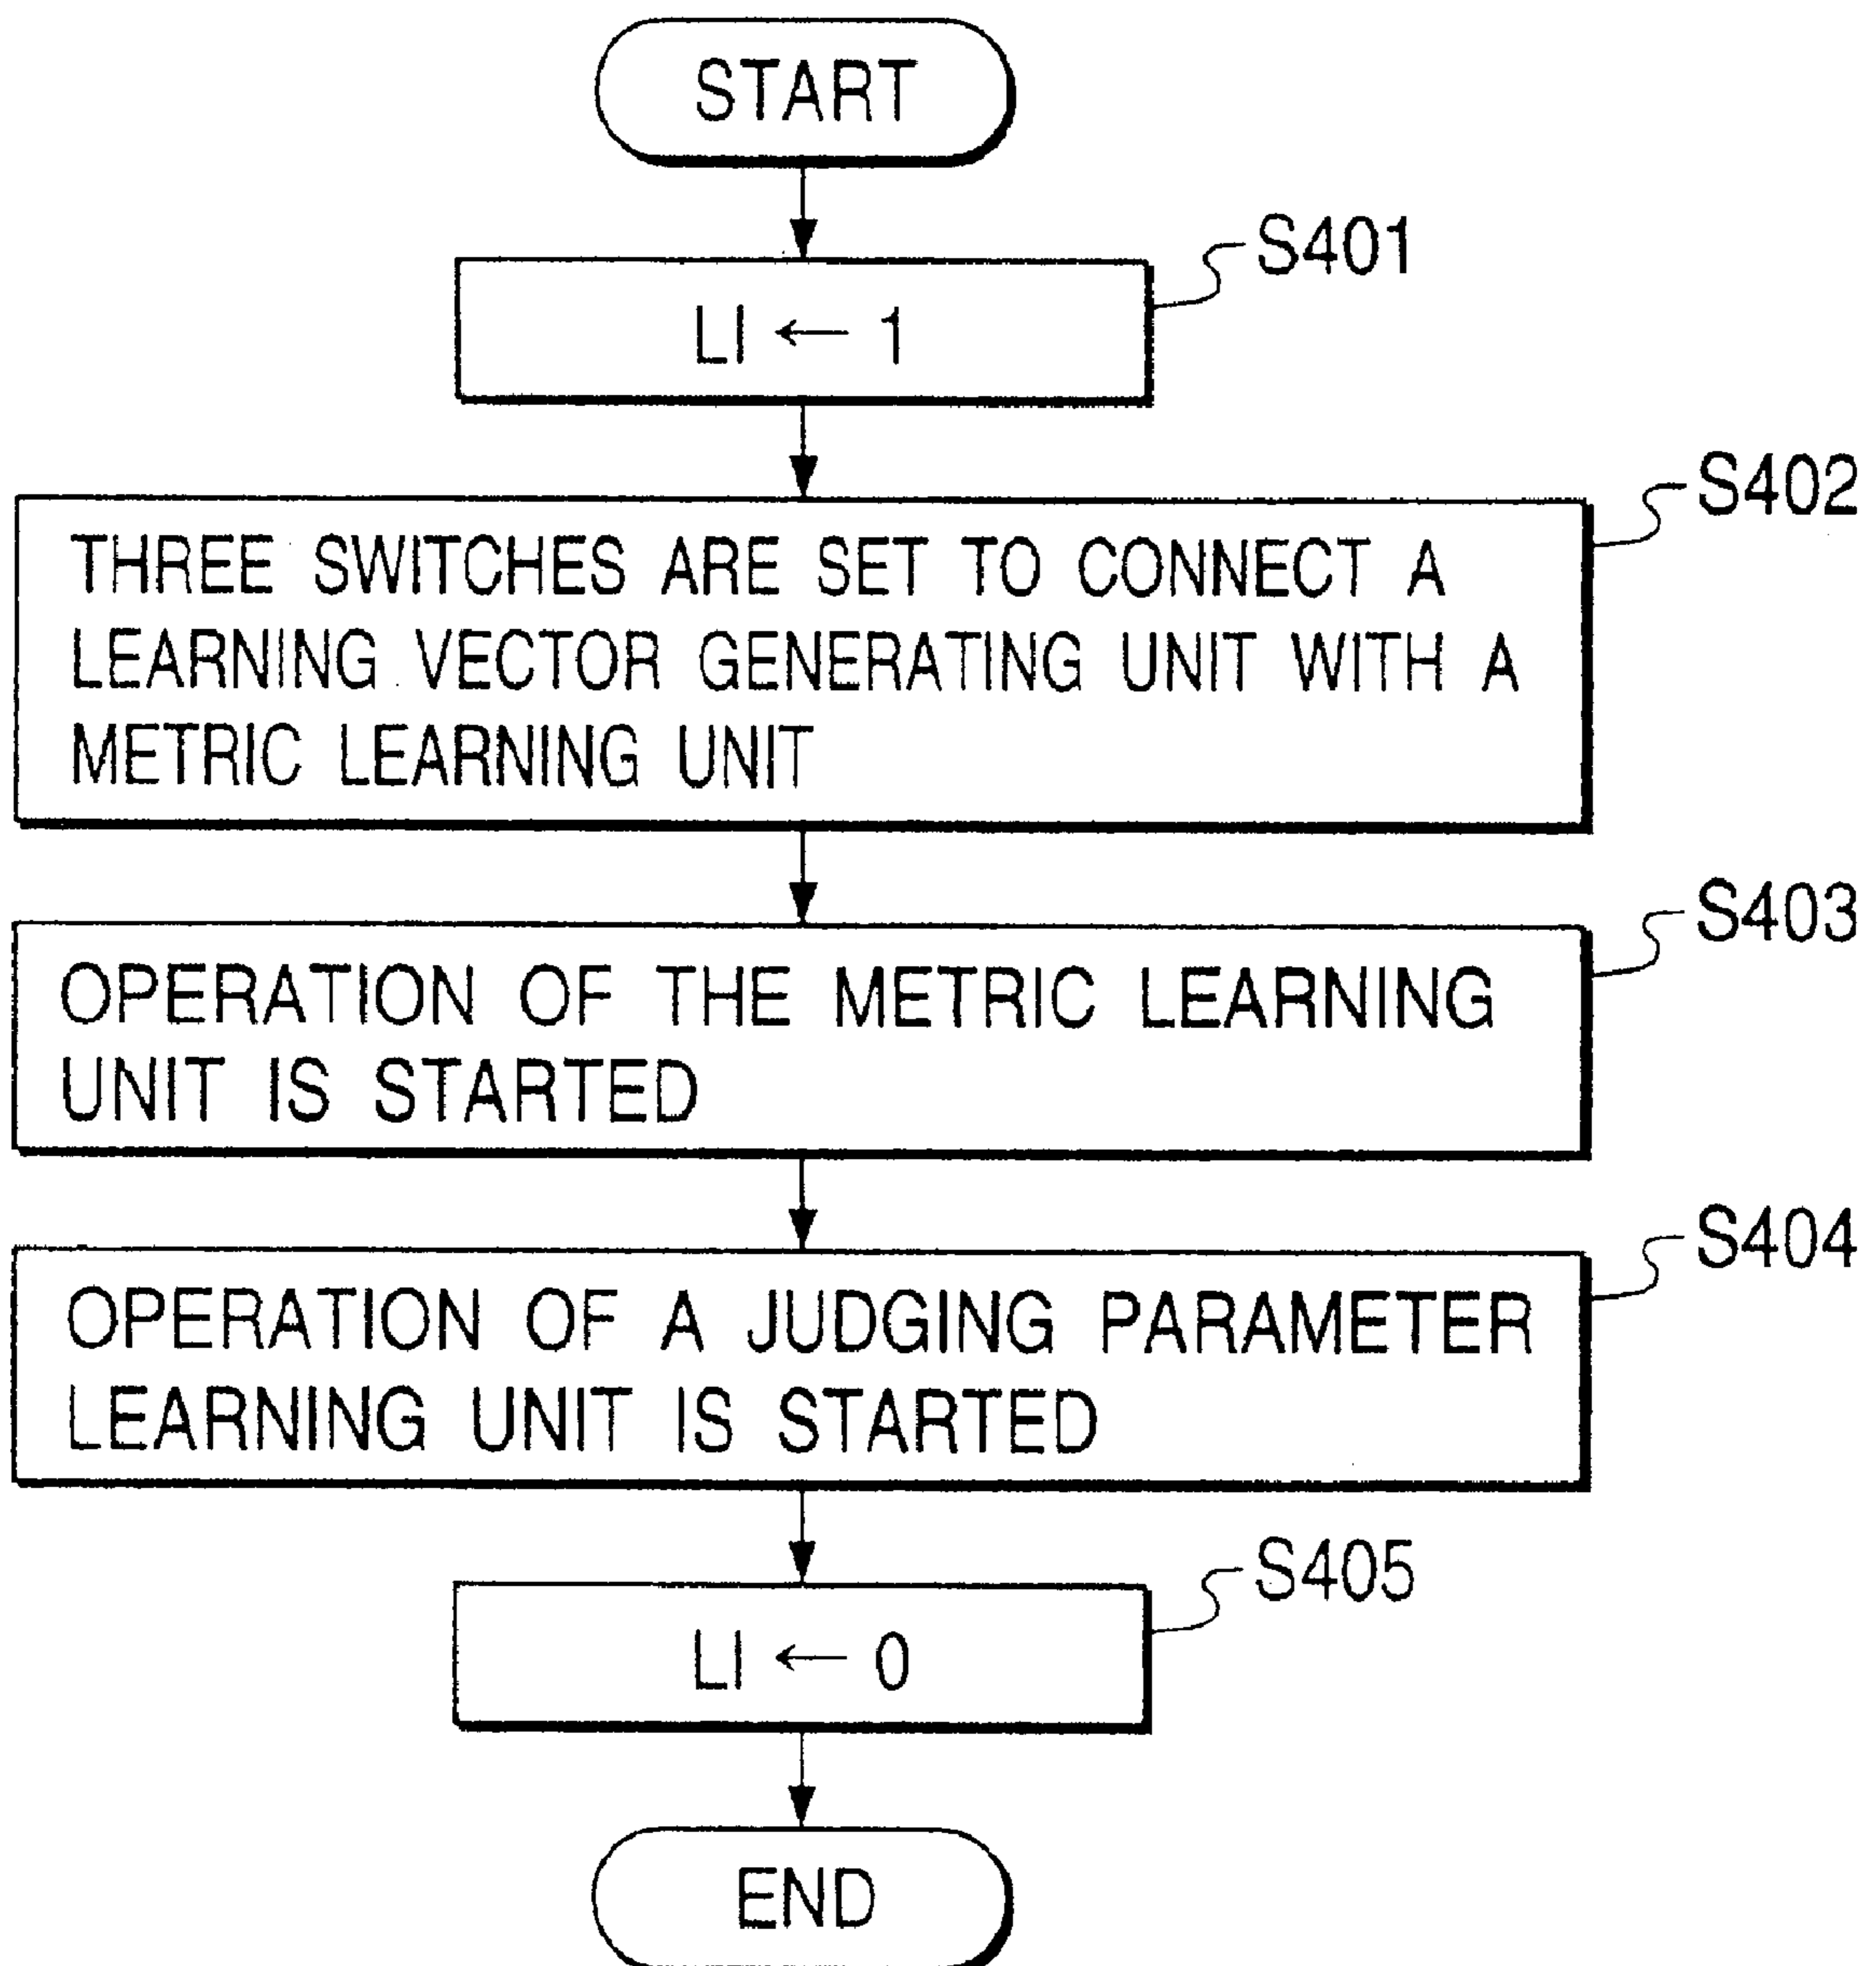 START
S401
LI ← 1
S402
THREE SWITCHES ARE SET TO CONNECT A
LEARNING VECTOR GENERATING UNIT WITH A
METRIC LEARNING UNIT
S403
OPERATION OF THE METRIC LEARNING
UNIT IS STARTED
S404
OPERATION OF A JUDGING PARAMETER
LEARNING UNIT IS STARTED
S405
LI ← 0
END